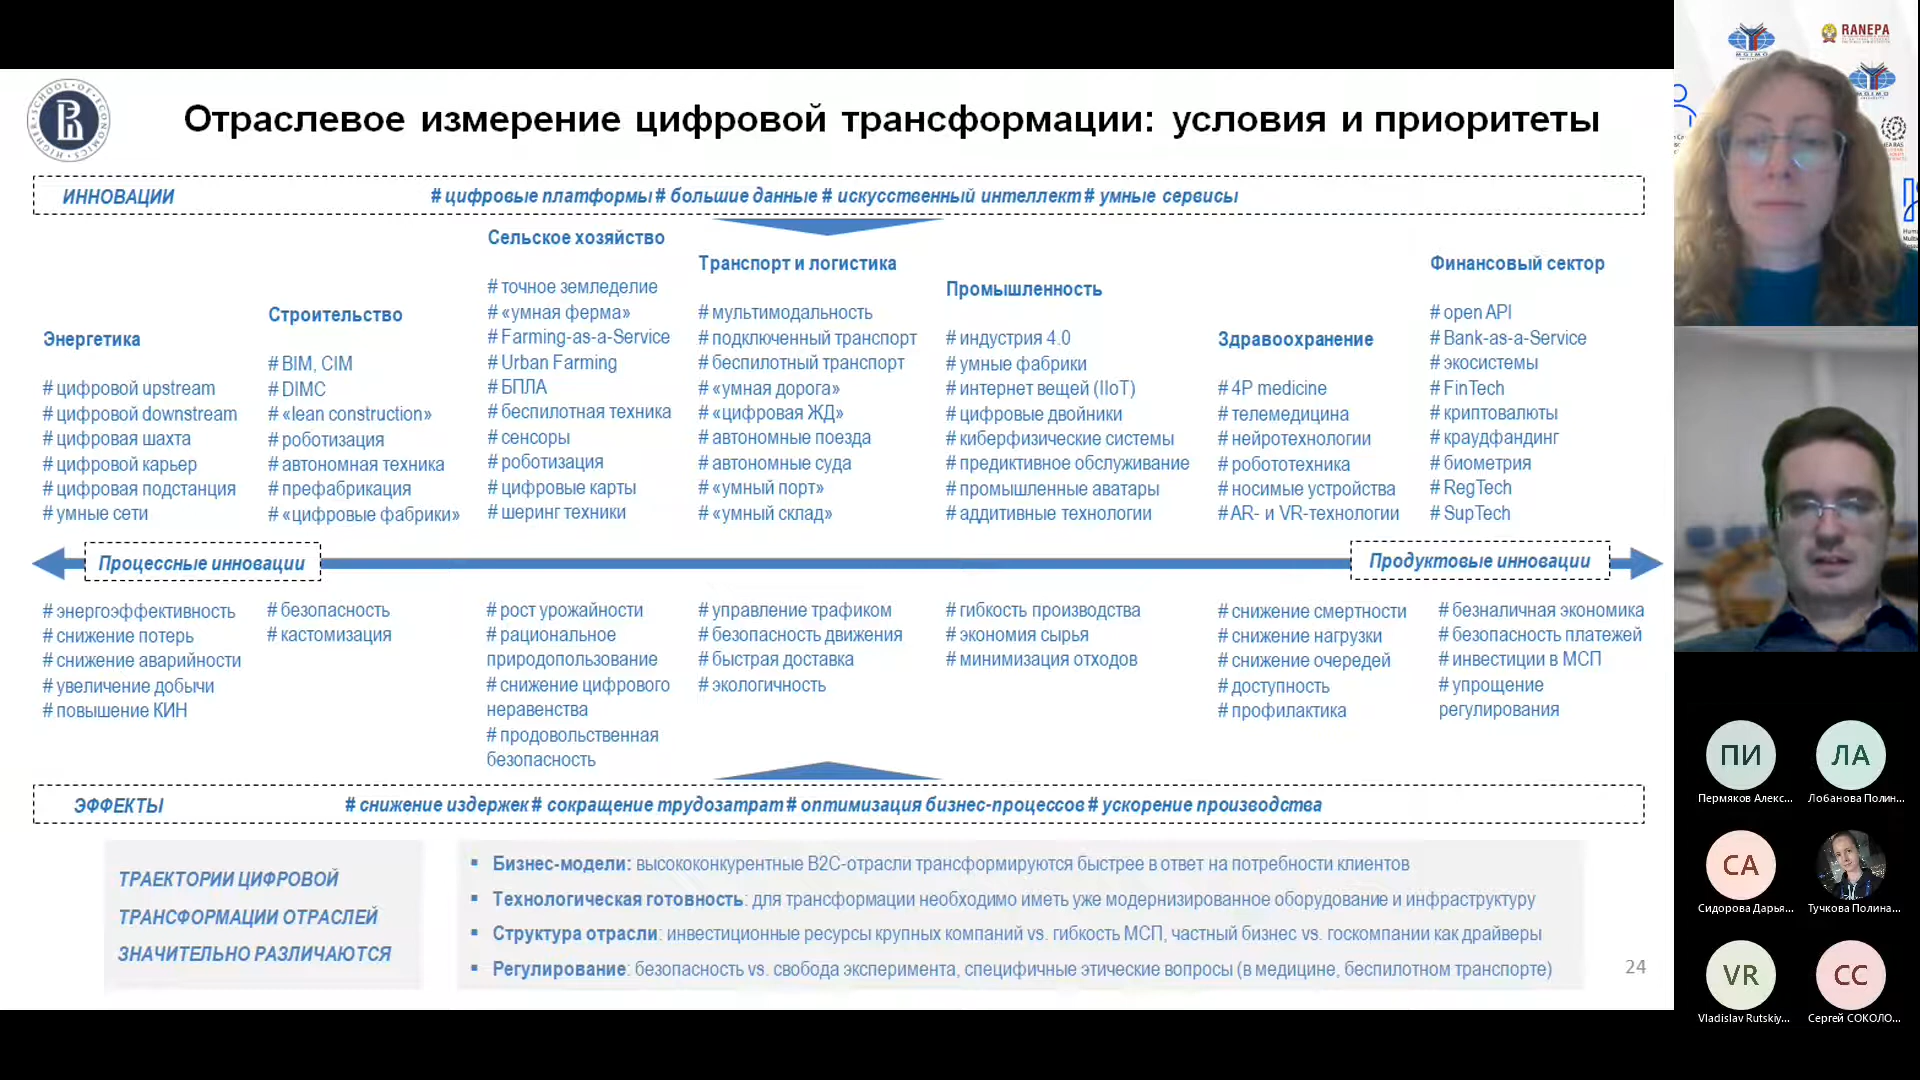 Отраслевое измерение цифровой трансформации: условия и приоритеты
ИННОВАЦИИ
# цифровые платформы # большие данные # искусственный интеллект # умные сервисы
Энергетика
# цифровой upstream
# цифровой downstream
# цифровая шахта
# цифровой карьер
# цифровая подстанция
# умные сети
Строительство
# BIM, CIM
# DIMC
# «lean construction»
# роботизация
# автономная техника
# префабрикация
# «цифровые фабрики»
Сельское хозяйство
# точное земледелие
# «умная ферма»
# Farming-as-a-Service
# Urban Farming
# БПЛА
# беспилотная техника
# сенсоры
# роботизация
# цифровые карты
# шеринг техники
Транспорт и логистика
# мультимодальность
# подключенный транспорт
# беспилотный транспорт
# «умная дорога»
# «цифровая ЖД»
# автономные поезда
# автономные суда
# «умный порт»
# «умный склад»
Промышленность
# индустрия 4.0
# умные фабрики
# интернет вещей (IIoT)
# цифровые двойники
# киберфизические системы
# предиктивное обслуживание
# промышленные аватары
# аддитивные технологии
Здравоохранение
# 4P medicine
# телемедицина
# нейротехнологии
# робототехника
# носимые устройства
# AR- и VR-технологии
Финансовый сектор
# open API
# Bank-as-a-Service
# экосистемы
# FinTech
# криптовалюты
# краудфандинг
# биометрия
# RegTech
# SupTech
Процессные инновации
Продуктовые инновации
# энергоэффективность
# снижение потерь
# снижение аварийности
# увеличение добычи
# повышение КИН
# безопасность
# кастомизация
# рост урожайности
# рациональное
природопользование
# снижение цифрового
неравенства
# продовольственная
безопасность
# управление трафиком
# безопасность движения
# быстрая доставка
# экологичность
# гибкость производства
# экономия сырья
# минимизация отходов
# снижение смертности
# снижение нагрузки
# снижение очередей
# доступность
# профилактика
# безналичная экономика
# безопасность платежей
# инвестиции в МСП
# упрощение
регулирования
ЭФФЕКТЫ
# снижение издержек # сокращение трудозатрат # оптимизация бизнес-процессов # ускорение производства
ТРАЕКТОРИИ ЦИФРОВОЙ
ТРАНСФОРМАЦИИ ОТРАСЛЕЙ
ЗНАЧИТЕЛЬНО РАЗЛИЧАЮТСЯ
▪ Бизнес-модели: высококонкурентные B2C-отрасли трансформируются быстрее в ответ на потребности клиентов
▪ Технологическая готовность: для трансформации необходимо иметь уже модернизированное оборудование и инфраструктуру
▪ Структура отрасли: инвестиционные ресурсы крупных компаний vs. гибкость МСП, частный бизнес vs. госкомпании как драйверы
▪ Регулирование: безопасность vs. свобода эксперимента, специфичные этические вопросы (в медицине, беспилотном транспорте)
24
HIGHER SCHOOL OF ECONOMICS
RANEPA
ПИ
ЛА
Пермяков Алекс...
Лобанова Полин...
СА
Сидорова Дарья...
Тучкова Полина...
VR
СС
Vladislav Rutskiy...
Сергей СОКОЛО...